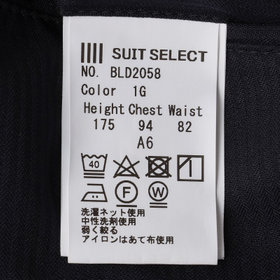 SUIT SELECT
NO. BLD2058
Color 1G
Height Chest Waist
175 94 82
A6
40
F W
洗濯ネット使用
中性洗剤使用
弱く絞る
アイロンはあて布使用